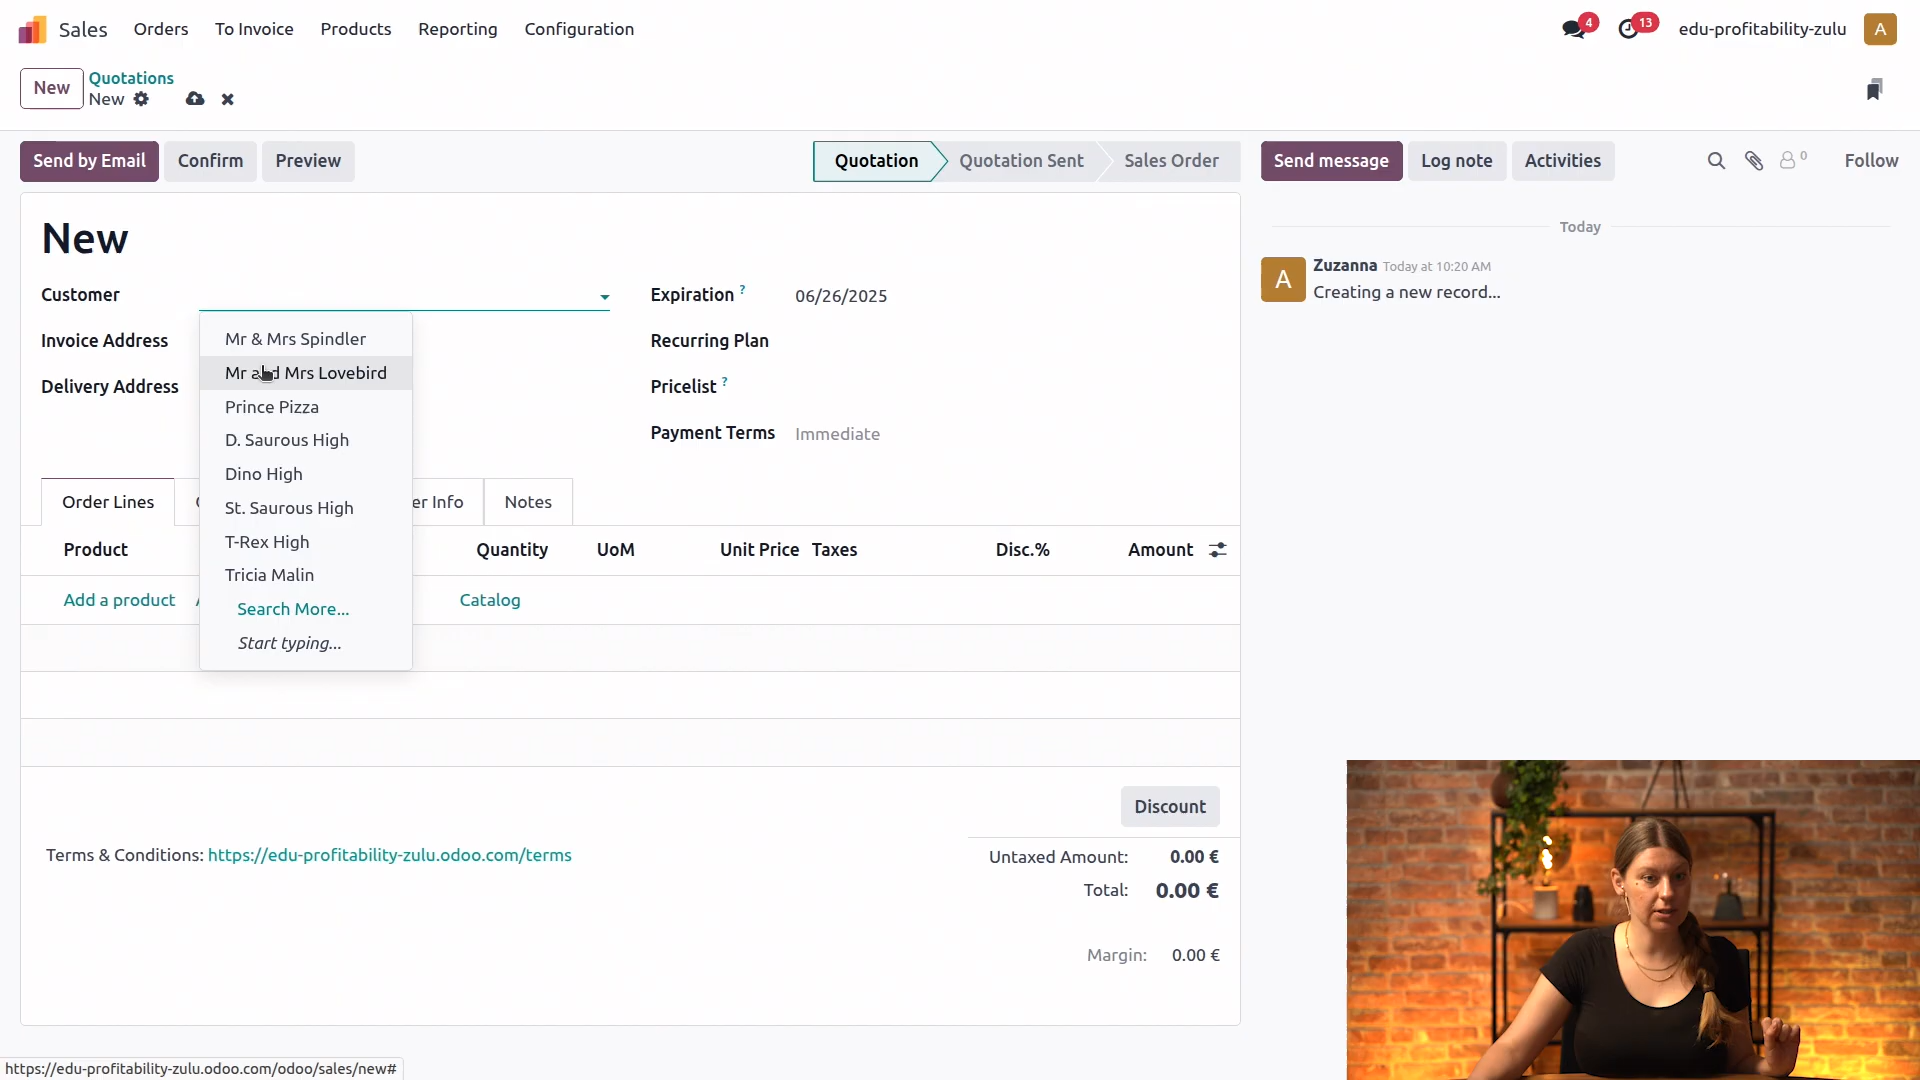 Sales Orders To Invoice Products Reporting Configuration 4 13 edu-profitability-zulu A
New Quotations
New
Send by Email Confirm Preview Quotation Quotation Sent Sales Order Send message Log note Activities 0 Follow
New
Today
Customer Expiration ? 06/26/2025
A Zuzanna Today at 10:20 AM
Creating a new record...
Invoice Address Recurring Plan
Delivery Address Pricelist ?
Payment Terms Immediate
Mr & Mrs Spindler
Mr and Mrs Lovebird
Prince Pizza
D. Saurous High
Dino High
St. Saurous High
T-Rex High
Tricia Malin
Search More...
Start typing...
Order Lines er Info Notes
Product Quantity UoM Unit Price Taxes Disc.% Amount
Add a product Catalog
Discount
Terms & Conditions: https://edu-profitability-zulu.odoo.com/terms
Untaxed Amount: 0.00 €
Total: 0.00 €
Margin: 0.00 €
https://edu-profitability-zulu.odoo.com/odoo/sales/new#